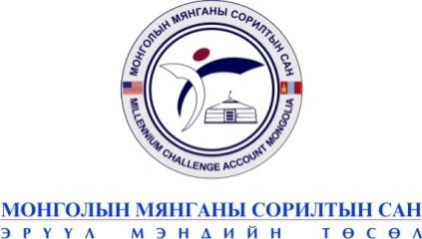 МОНГОЛЫН МЯНГАНЫ СОРИЛТЫН САН
MILLENNIUM CHALLENGE ACCOUNT MONGOLIA
МОНГОЛЫН МЯНГАНЫ СОРИЛТЫН САН
ЭРҮҮЛ МЭНДИЙН ТӨСӨЛ